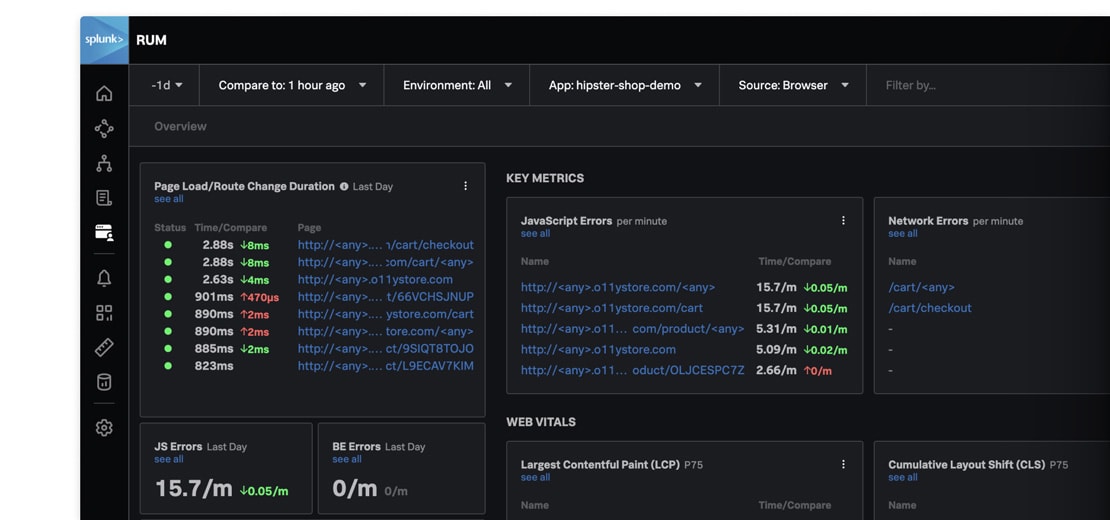 splunk> RUM
-1d Compare to: 1 hour ago Environment: All App: hipster-shop-demo Source: Browser Filter by...
Overview
Page Load/Route Change Duration Last Day
see all
Status Time/Compare Page
2.88s ↓8ms http://<any>.... n/cart/checkout
2.88s ↓8ms http://<any>.... :om/cart/<any>
2.63s ↓4ms http://<any>.o11ystore.com
901ms ↑470µs http://<any>.... t/66VCHSJNUP
890ms ↑2ms http://<any>.... ystore.com/cart
890ms ↑2ms http://<any>.... tore.com/<any>
885ms ↓2ms http://<any>.... ct/9SIQT8TOJO
823ms http://<any>.... ct/L9ECAV7KIM
JS Errors Last Day
see all
15.7/m ↓0.05/m
BE Errors Last Day
see all
0/m 0/m
KEY METRICS
JavaScript Errors per minute
see all
Name Time/Compare
http://<any>.o11ystore.com/<any> 15.7/m ↓0.05/m
http://<any>.o11ystore.com/cart 15.7/m ↓0.05/m
http://<any>.o11... com/product/<any> 5.31/m ↓0.01/m
http://<any>.o11ystore.com 5.09/m ↓0.02/m
http://<any>.o11... oduct/OLJCESPC7Z 2.66/m ↑0/m
Network Errors per minute
see all
Name
/cart/<any>
/cart/checkout
-
-
-
WEB VITALS
Largest Contentful Paint (LCP) P75
see all
Name Time/Compare
Cumulative Layout Shift (CLS) P75
see all
Name